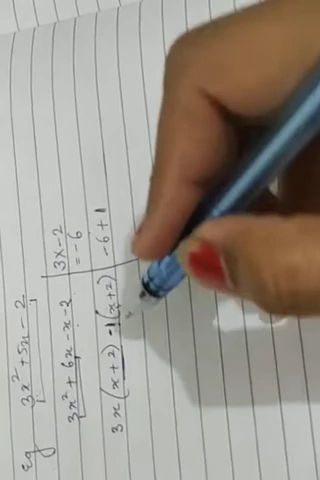 Eg 3x² + 5x - 2
3x² + 6x - x - 2
3x(x+2) -1(x+2)
3x-2
= -6
-6+1